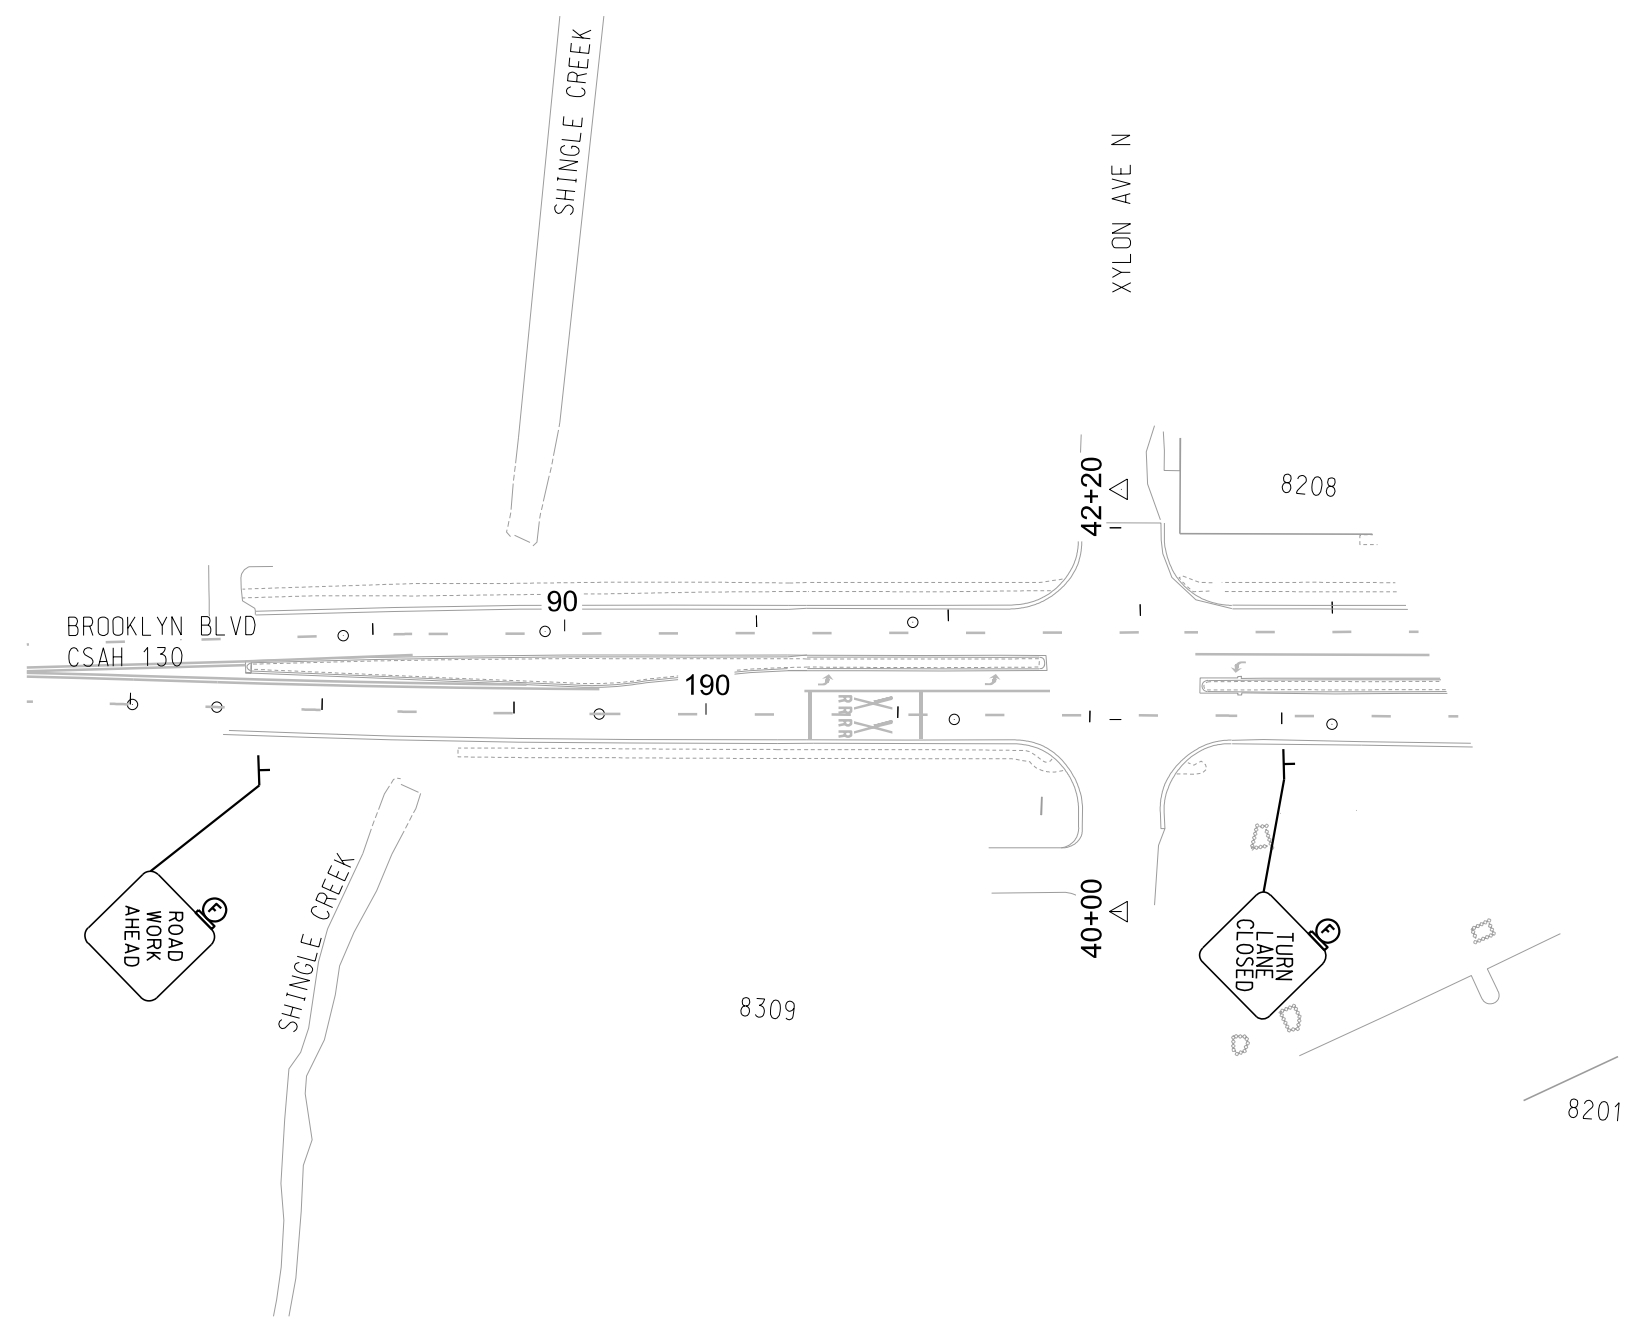 SHINGLE CREEK
XYLON AVE N
42+20
8208
90
BROOKLYN BLVD
CSAH 130
190
R R
R R
SHINGLE CREEK
40+00
F
ROAD
WORK
AHEAD
F
TURN
LANE
CLOSED
8309
8201